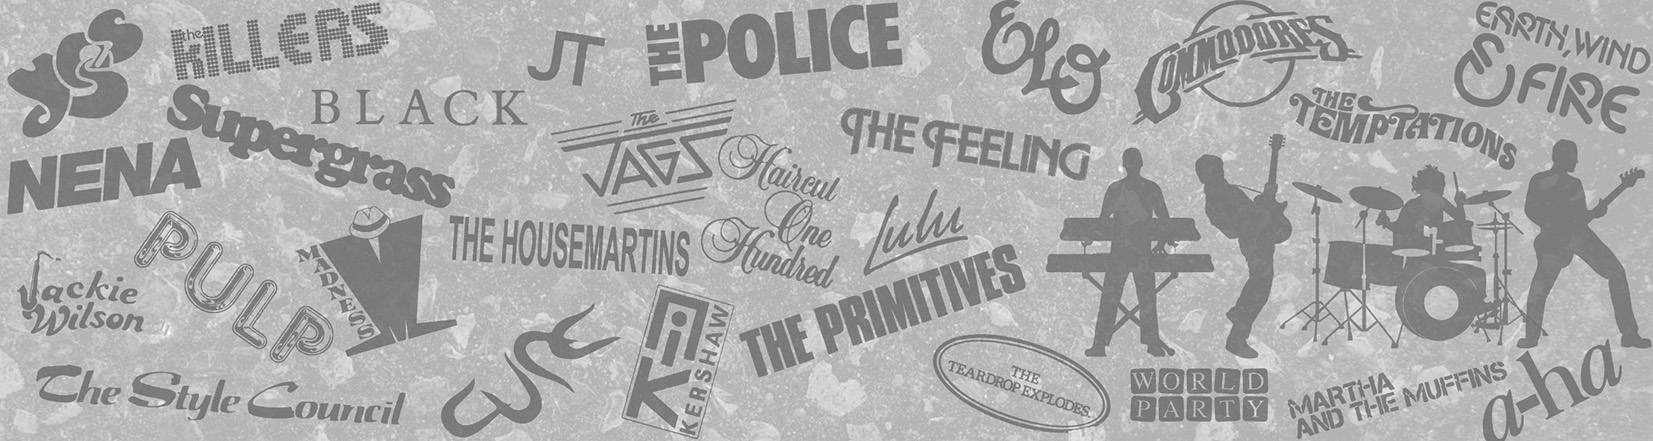 yes
the
KILLERS
JT
THE
POLICE
ELO
COMMODORES
EARTH, WIND
& FIRE
BLACK
Supergrass
The
JAGS
THE FEELING
THE
TEMPTATIONS
NENA
Haircut
One
Hundred
Lulu
THE HOUSEMARTINS
PULP
MADNESS
Jackie
Wilson
NiK
KERSHAW
THE PRIMITIVES
The Style Council
THE
TEARDROP EXPLODES.
WORLD
PARTY
MARTHA
AND THE MUFFINS
a-ha